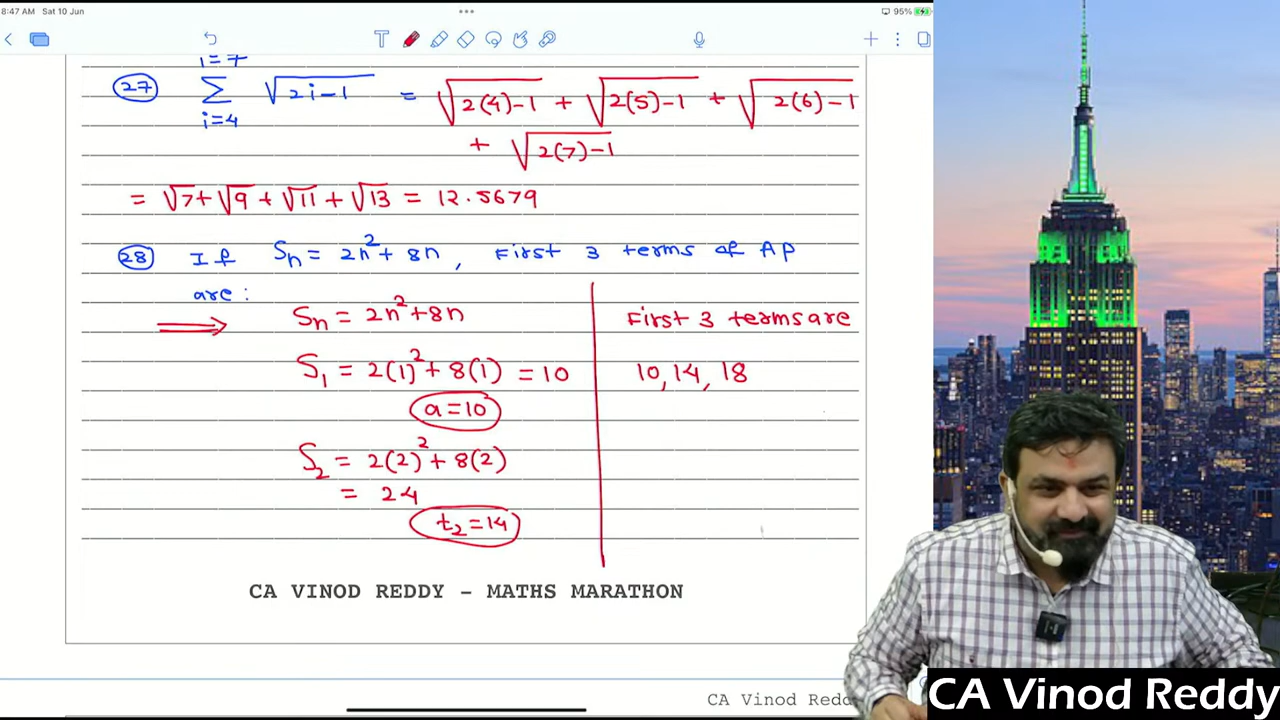 8:47 AM Sat 10 Jun
95%
i=7
27 ∑ √2i-1 = √2(4)-1 + √2(5)-1 + √2(6)-1
i=4
+ √2(7)-1
= √7+ √9 + √11 + √13 = 12.5679
28 If Sn = 2n² + 8n, First 3 terms of AP
are:
Sn = 2n²+8n
First 3 terms are
S1 = 2(1)² + 8(1) = 10
10, 14, 18
a=10
S2 = 2(2)² + 8(2)
= 24
t2 = 14
CA VINOD REDDY - MATHS MARATHON
CA Vinod Redd
CA Vinod Reddy